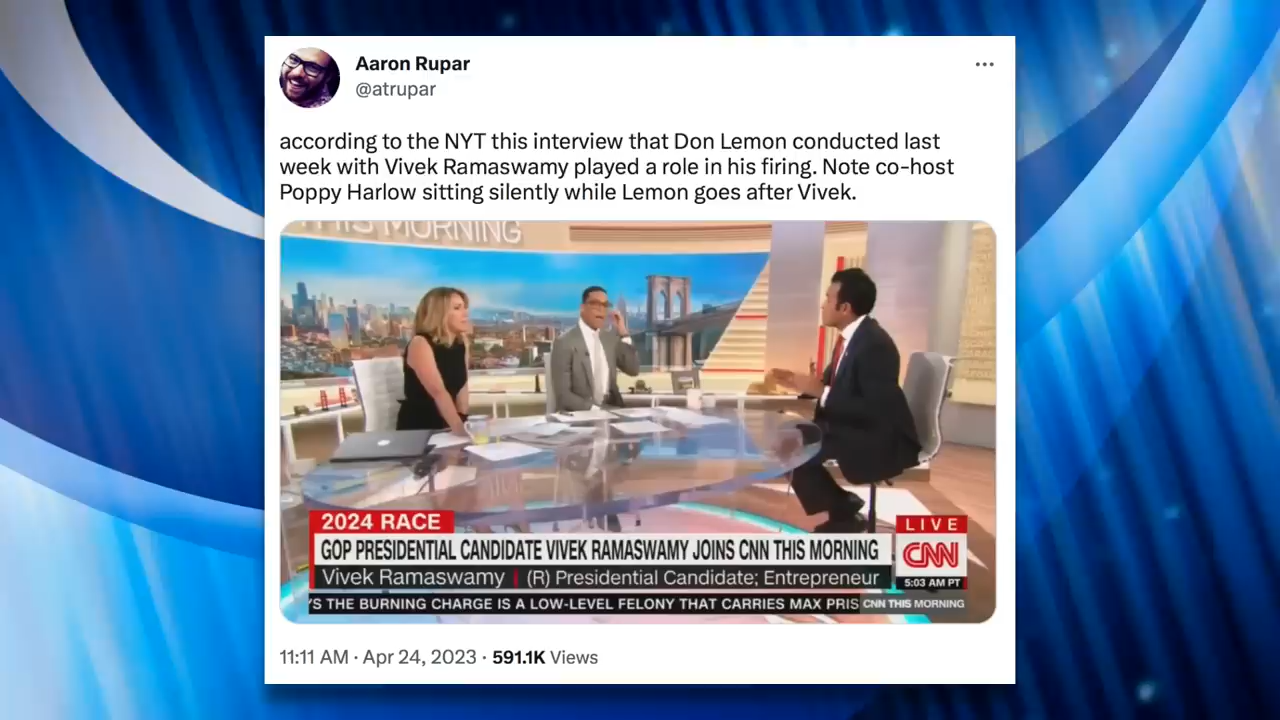 Aaron Rupar
@atrupar
according to the NYT this interview that Don Lemon conducted last
week with Vivek Ramaswamy played a role in his firing. Note co-host
Poppy Harlow sitting silently while Lemon goes after Vivek.
THIS MORNING
2024 RACE
GOP PRESIDENTIAL CANDIDATE VIVEK RAMASWAMY JOINS CNN THIS MORNING
Vivek Ramaswamy | (R) Presidential Candidate; Entrepreneur
'S THE BURNING CHARGE IS A LOW-LEVEL FELONY THAT CARRIES MAX PRIS
LIVE
CNN
5:03 AM PT
CNN THIS MORNING
11:11 AM · Apr 24, 2023 · 591.1K Views